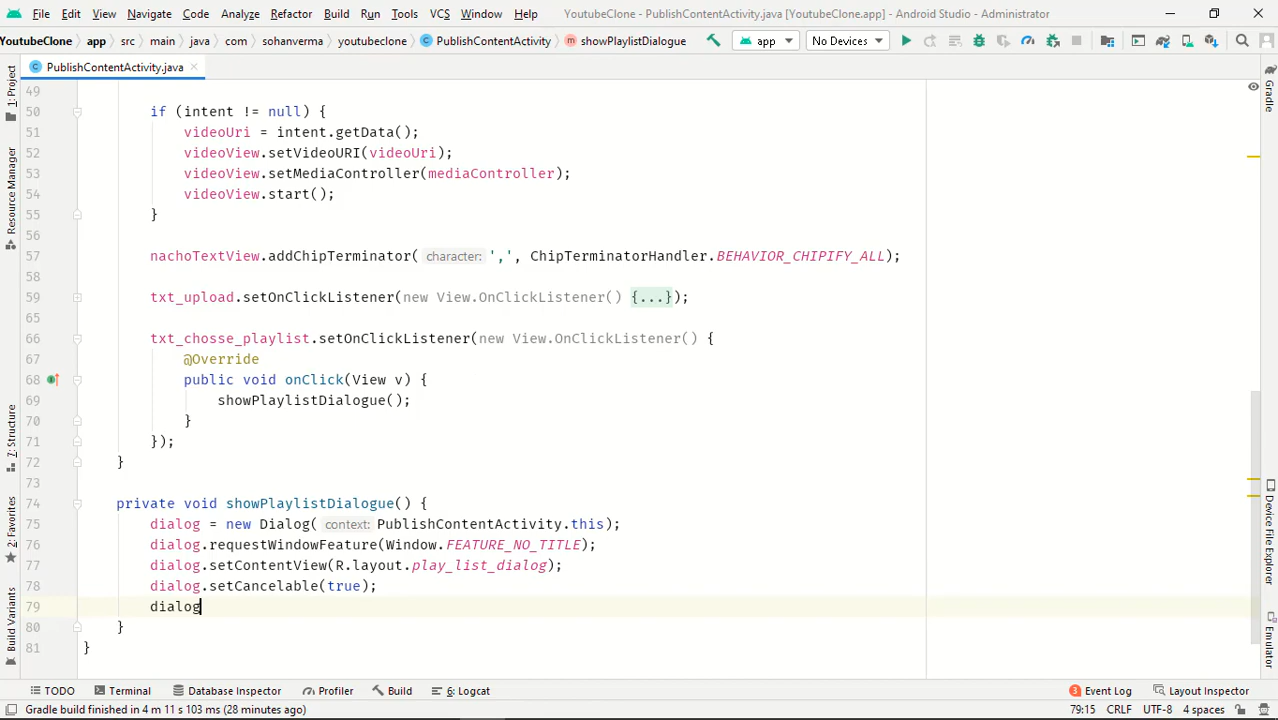 File Edit View Navigate Code Analyze Refactor Build Run Tools VCS Window Help YoutubeClone - PublishContentActivity.java [YoutubeClone.app] - Android Studio - Administrator
YoutubeClone app src main java com sohanverma youtubeclone PublishContentActivity showPlaylistDialogue app No Devices
PublishContentActivity.java
1: Project
Resource Manager
7: Structure
2: Favorites
Build Variants
49
50 if (intent != null) {
51 videoUri = intent.getData();
52 videoView.setVideoURI(videoUri);
53 videoView.setMediaController(mediaController);
54 videoView.start();
55 }
56
57 nachoTextView.addChipTerminator( character: ',', ChipTerminatorHandler.BEHAVIOR_CHIPIFY_ALL);
58
59 txt_upload.setOnClickListener(new View.OnClickListener() {...});
65
66 txt_chosse_playlist.setOnClickListener(new View.OnClickListener() {
67 @Override
68 public void onClick(View v) {
69 showPlaylistDialogue();
70 }
71 });
72 }
73
74 private void showPlaylistDialogue() {
75 dialog = new Dialog( context: PublishContentActivity.this);
76 dialog.requestWindowFeature(Window.FEATURE_NO_TITLE);
77 dialog.setContentView(R.layout.play_list_dialog);
78 dialog.setCancelable(true);
79 dialog
80 }
81 }
Gradle
Device File Explorer
Emulator
TODO Terminal Database Inspector Profiler Build 6: Logcat 3 Event Log Layout Inspector
Gradle build finished in 4 m 11 s 103 ms (28 minutes ago) 79:15 CRLF UTF-8 4 spaces